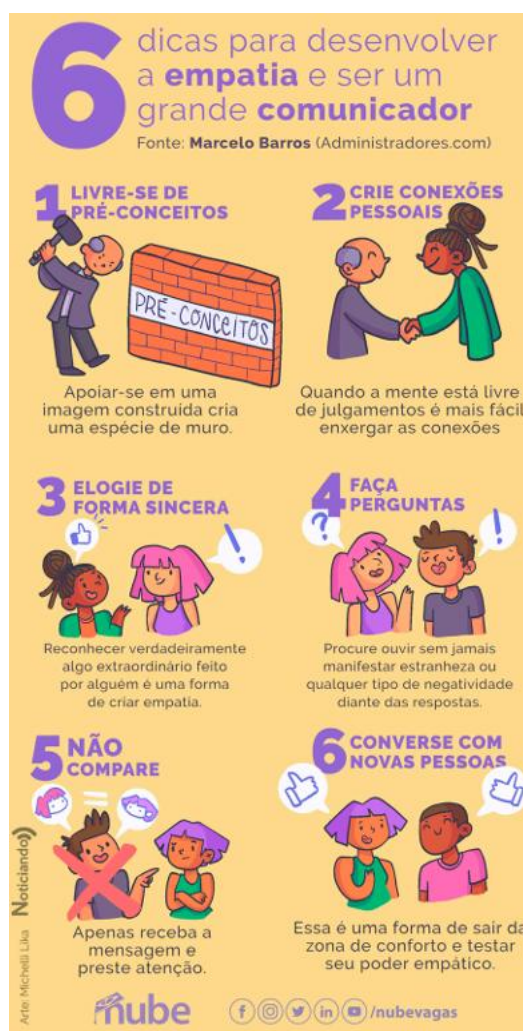 6 dicas para desenvolver
a empatia e ser um
grande comunicador
Fonte: Marcelo Barros (Administradores.com)
1 LIVRE-SE DE
PRÉ-CONCEITOS
PRÉ-CONCEITOS
Apoiar-se em uma
imagem construída cria
uma espécie de muro.
2 CRIE CONEXÕES
PESSOAIS
Quando a mente está livre
de julgamentos é mais fácil
enxergar as conexões
3 ELOGIE DE
FORMA SINCERA
!
Reconhecer verdadeiramente
algo extraordinário feito
por alguém é uma forma
de criar empatia.
4 FAÇA
PERGUNTAS
? !
Procure ouvir sem jamais
manifestar estranheza ou
qualquer tipo de negatividade
diante das respostas.
5 NÃO
COMPARE
=
Apenas receba a
mensagem e
preste atenção.
6 CONVERSE COM
NOVAS PESSOAS
Essa é uma forma de sair da
zona de conforto e testar
seu poder empático.
Arte: Michelli Lika Noticiando
nube
/nubevagas